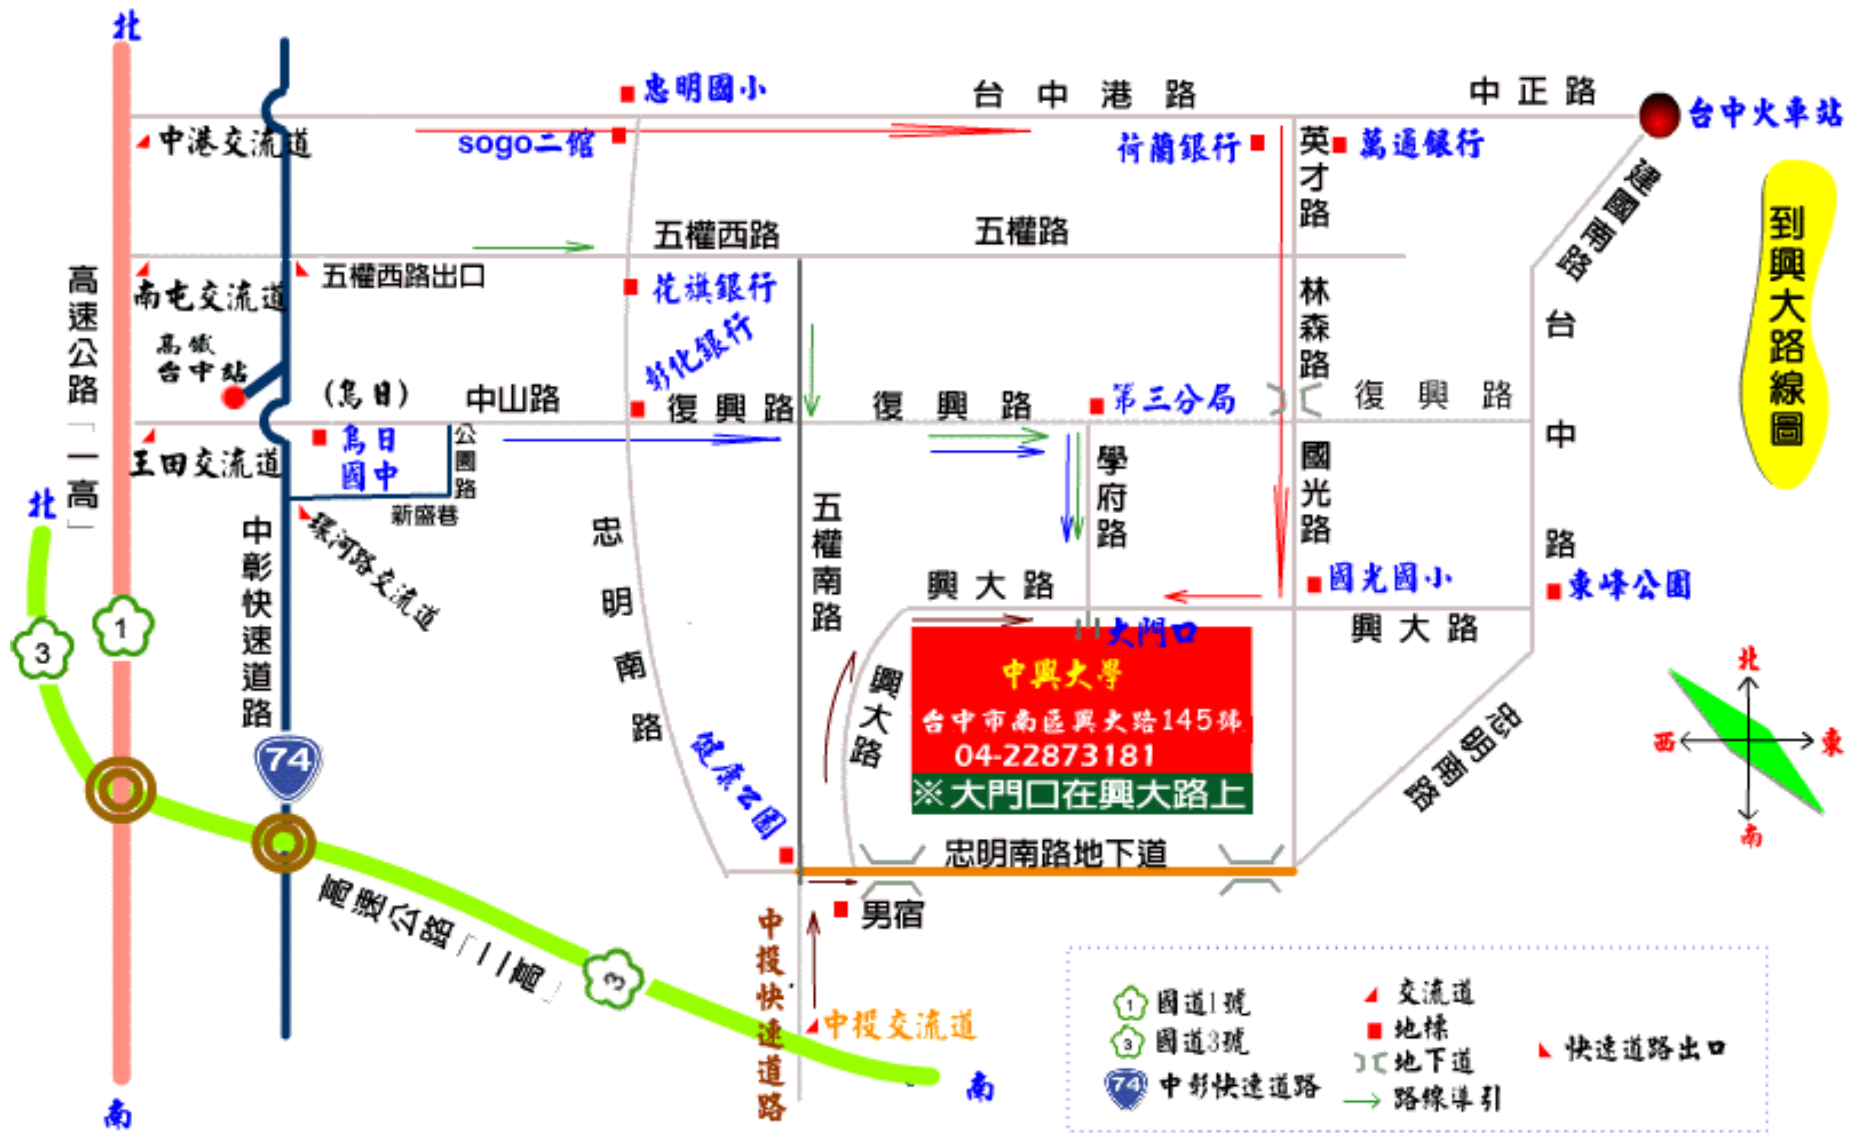 北
忠明國小
台中港路
中正路
台中火車站
中港交流道
sogo二館
荷蘭銀行
英才路
萬通銀行
建國南路
到興大路線圖
五權西路
五權路
高速公路「一高」
南屯交流道
五權西路出口
花旗銀行
林森路
台中路
高鐵
台中站
彰化銀行
(烏日)
中山路
復興路
復興路
第三分局
復興路
王田交流道
烏日
國中
公園路
學府路
國光路
北
新盛巷
環河路交流道
中彰快速道路
忠明南路
五權南路
興大路
國光國小
東峰公園
3
1
大門口
興大路
中興大學
台中市南區興大路145號
04-22873181
※大門口在興大路上
興大路
忠明南路
北
西
東
南
74
健康公園
忠明南路地下道
高速公路「二高」
男宿
3
中投快速道路
中投交流道
南
南
1
國道1號
3
國道3號
74
中彰快速道路
交流道
地標
地下道
路線導引
快速道路出口